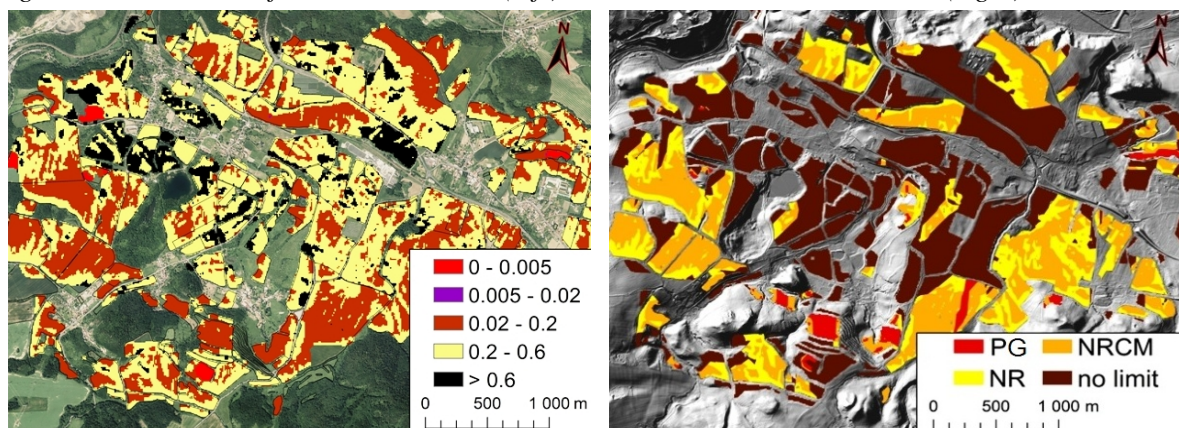 N
0 - 0.005
0.005 - 0.02
0.02 - 0.2
0.2 - 0.6
> 0.6
0 500 1 000 m
N
PG NRCM
NR no limit
0 500 1 000 m